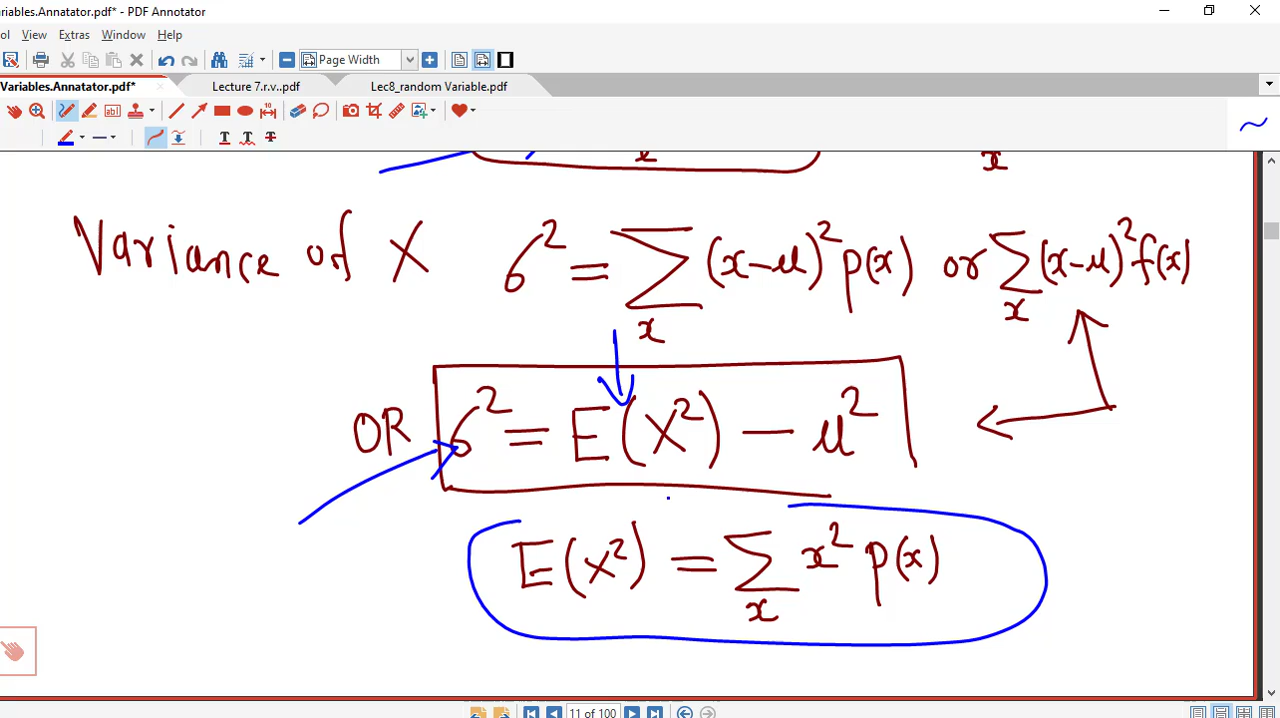 ariables.Annatator.pdf* - PDF Annotator
ol View Extras Window Help
Page Width
Variables.Annatator.pdf* Lecture 7.r.v..pdf Lec8_random Variable.pdf
x x
Variance of X σ² = ∑ (x-μ)² p(x) or ∑ (x-μ)² f(x)
x x
OR σ² = E(X²) - μ²
E(X²) = ∑ x² p(x)
x
11 of 100